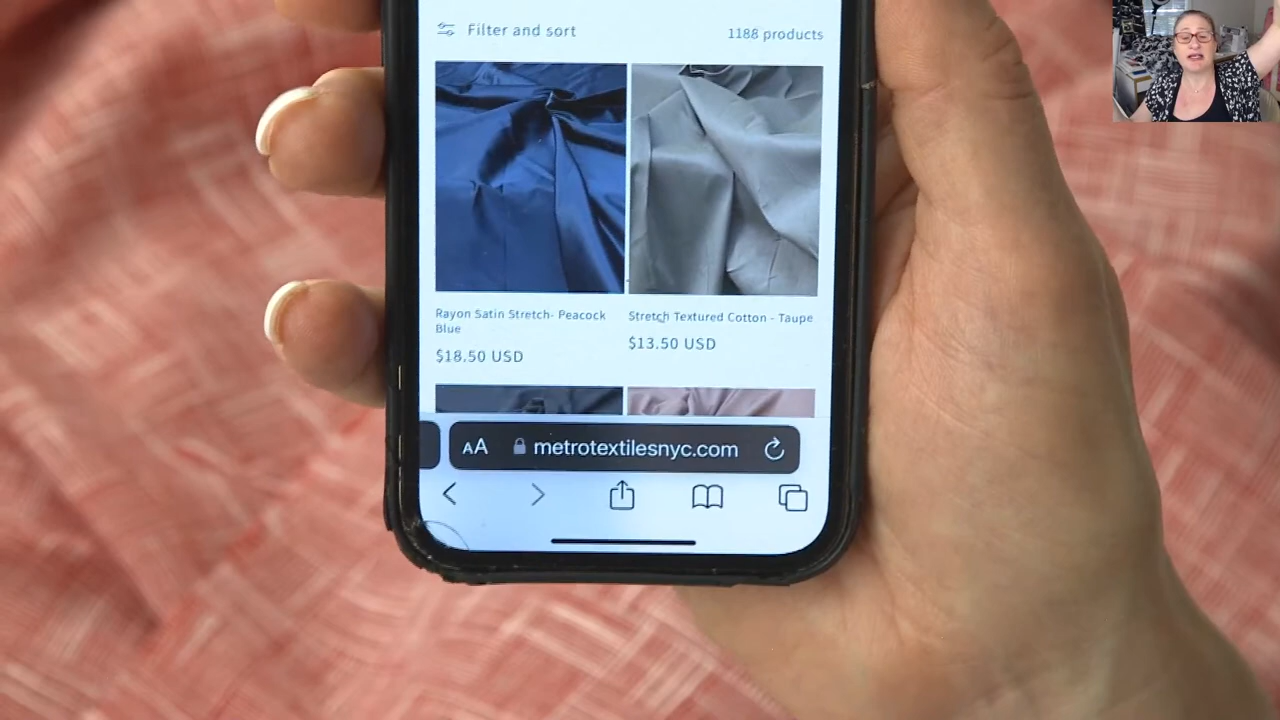 Filter and sort
1188 products
Rayon Satin Stretch- Peacock
Blue
$18.50 USD
Stretch Textured Cotton - Taupe
$13.50 USD
AA
metrotextilesnyc.com